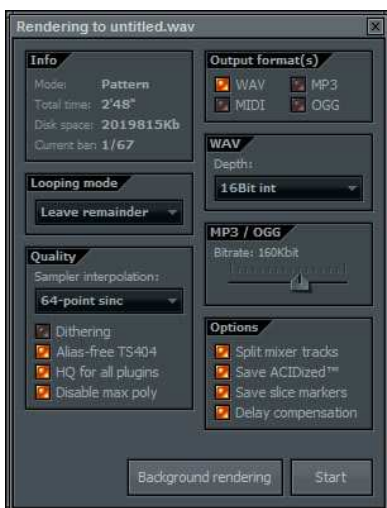 Rendering to untitled.wav
Info
Mode: Pattern
Total time: 2'48"
Disk space: 2019815Kb
Current bar: 1/67
Looping mode
Leave remainder
Quality
Sampler interpolation:
64-point sinc
Dithering
Alias-free TS404
HQ for all plugins
Disable max poly
Output format(s)
WAV MP3
MIDI OGG
WAV
Depth:
16Bit int
MP3 / OGG
Bitrate: 160Kbit
Options
Split mixer tracks
Save ACIDized™
Save slice markers
Delay compensation
Background rendering
Start